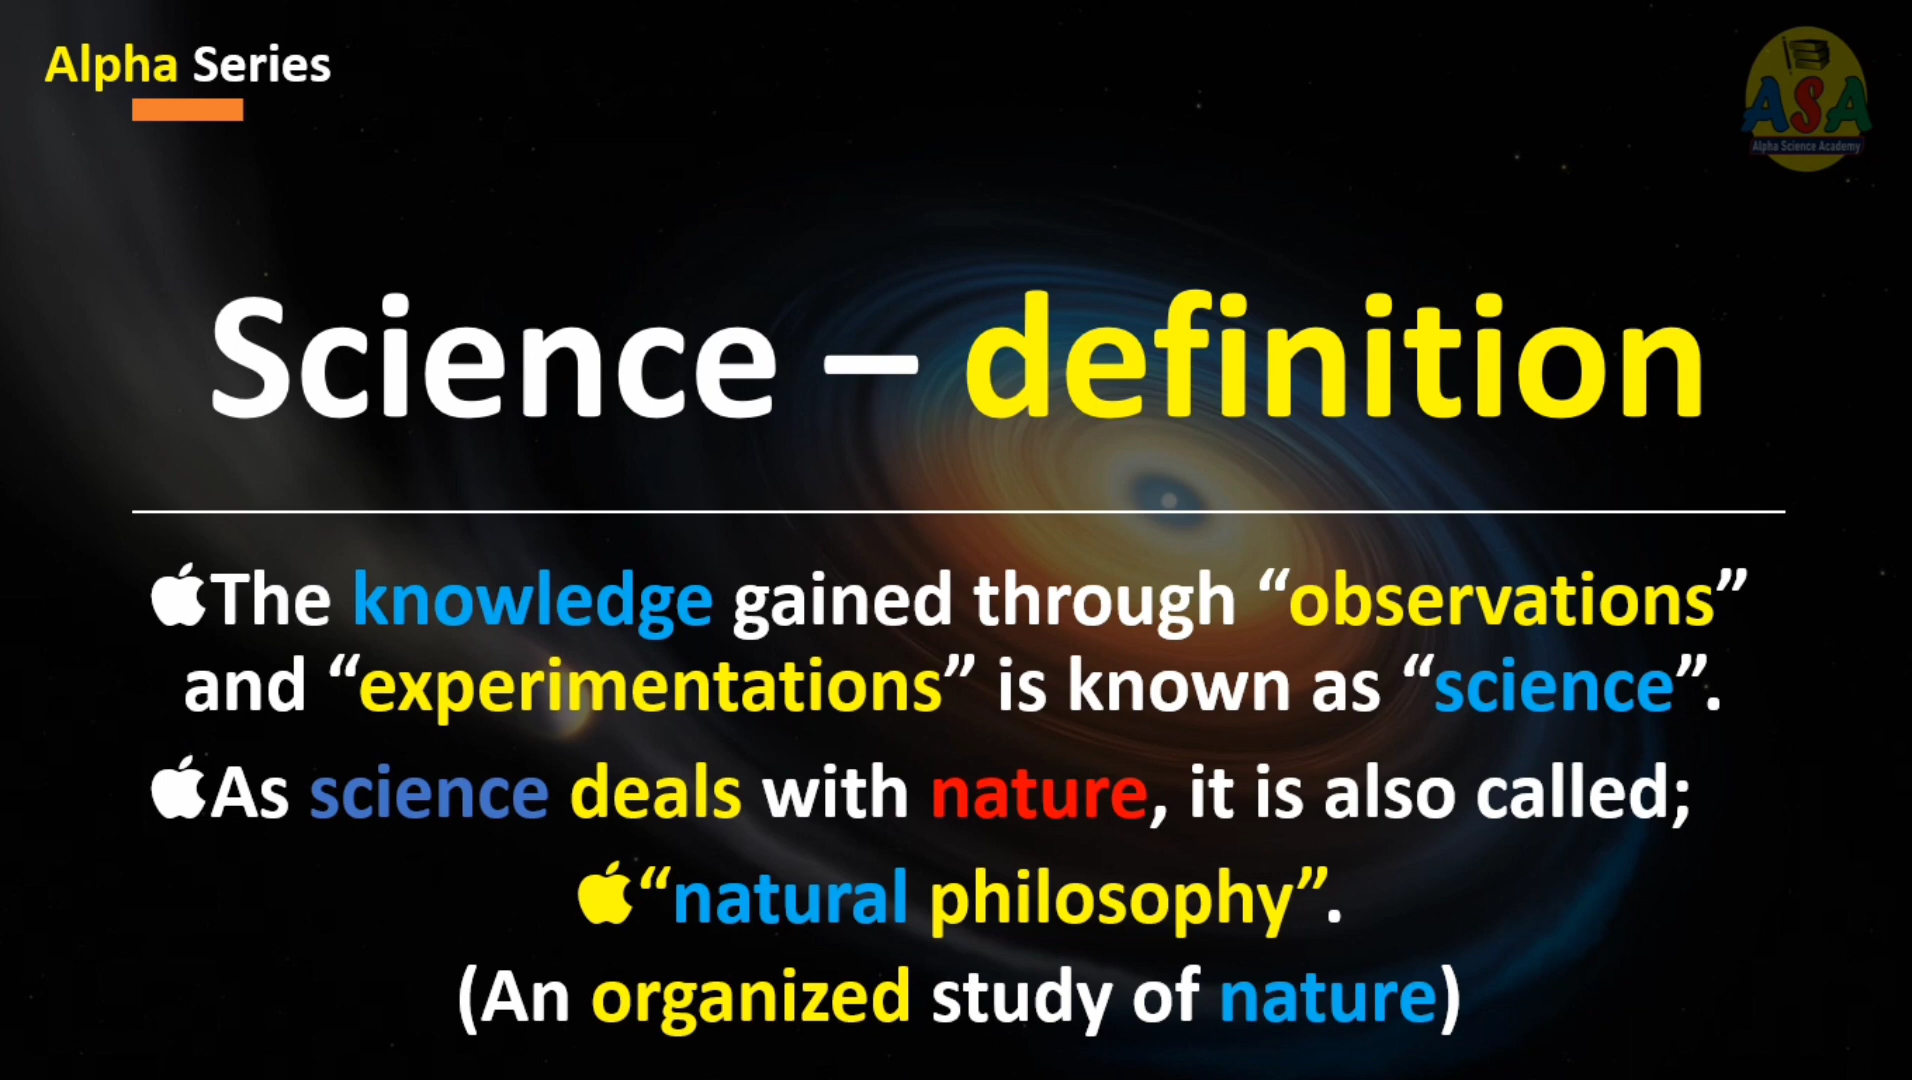 Alpha Series
ASA
Alpha Science Academy
Science – definition
The knowledge gained through “observations”
and “experimentations” is known as “science”.
As science deals with nature, it is also called;
“natural philosophy”.
(An organized study of nature)